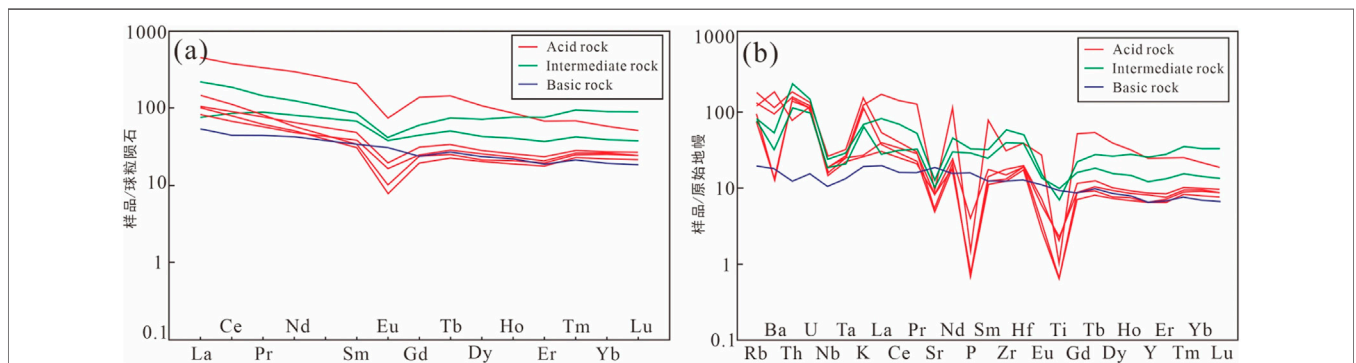 (a)
1000
100
10
1
0.1
样品/球粒陨石
Acid rock
Intermediate rock
Basic rock
Ce Nd Eu Tb Ho Tm Lu
La Pr Sm Gd Dy Er Yb
(b)
1000
100
10
1
0.1
样品/原始地幔
Acid rock
Intermediate rock
Basic rock
Ba U Ta La Pr Nd Sm Hf Ti Tb Ho Er Yb
Rb Th Nb K Ce Sr P Zr Eu Gd Dy Y Tm Lu